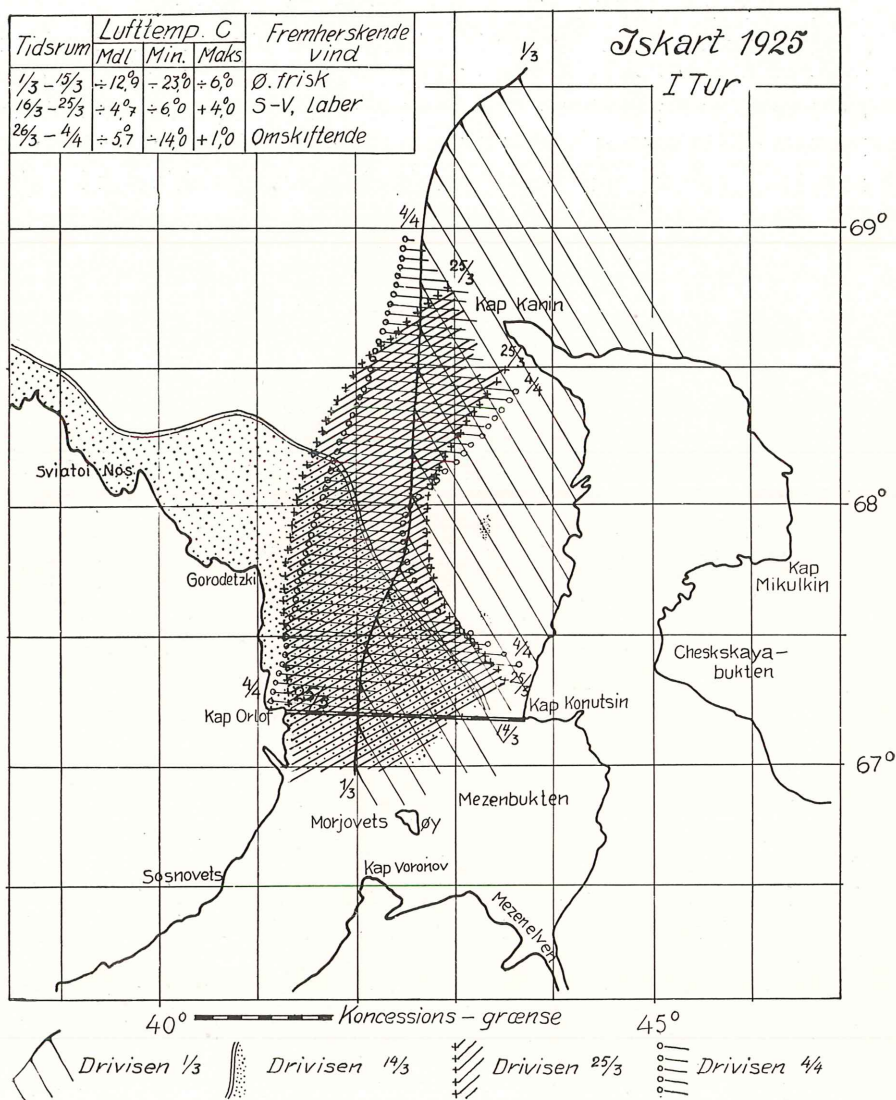 Iskart 1925
I Tur
Tidsrum Lufttemp. C Fremherskende vind
Mdl Min. Maks
1/3 – 15/3 ÷12,°9 ÷23,°0 ÷6,°0 Ø. frisk
16/3 – 25/3 ÷4,°7 ÷6,°0 +4,°0 S-V, laber
26/3 – 4/4 ÷5,°7 ÷14,°0 +1,°0 Omskiftende
1/3
4/4
69°
25/3
Kap Kanin
25/3
4/4
Sviatoi-Nos
68°
Gorodetzki
Kap
Mikulkin
4/4
Cheskskaya–
bukten
25/3
4/4
25/3
Kap Konutsin
Kap Orlof
14/3
67°
1/3
Mezenbukten
Morjovets øy
Kap Voronov
Sosnovets
Mezenelven
40°
Koncessions – grænse
45°
Drivisen 1/3
Drivisen 14/3
Drivisen 25/3
Drivisen 4/4